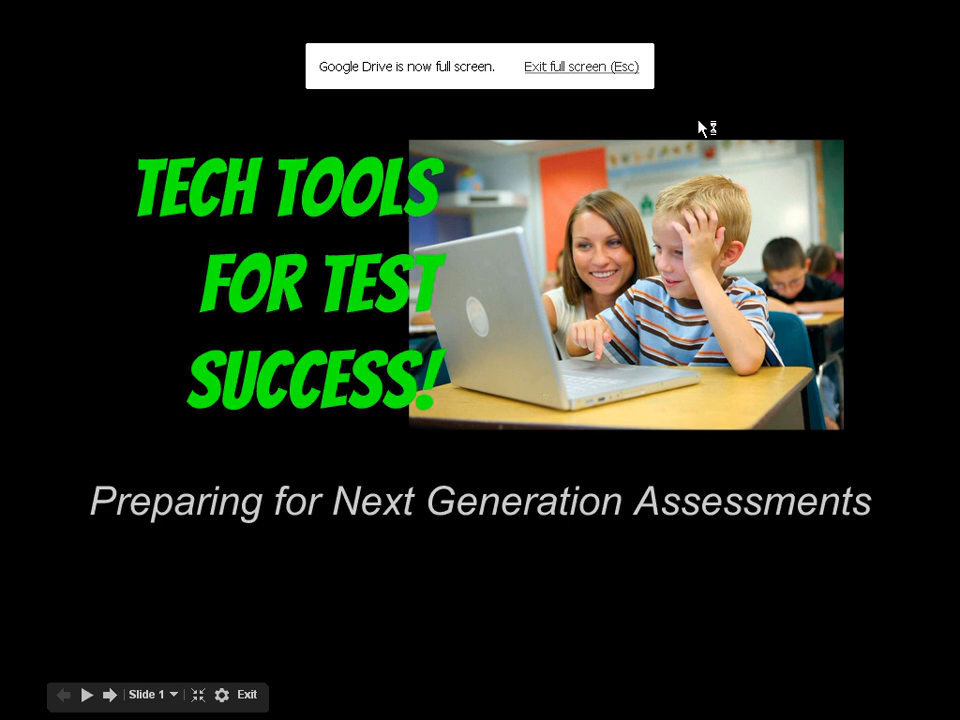 Google Drive is now full screen. Exit full screen (Esc)
TECH TOOLS
FOR TEST
SUCCESS!
Preparing for Next Generation Assessments
Slide 1 Exit